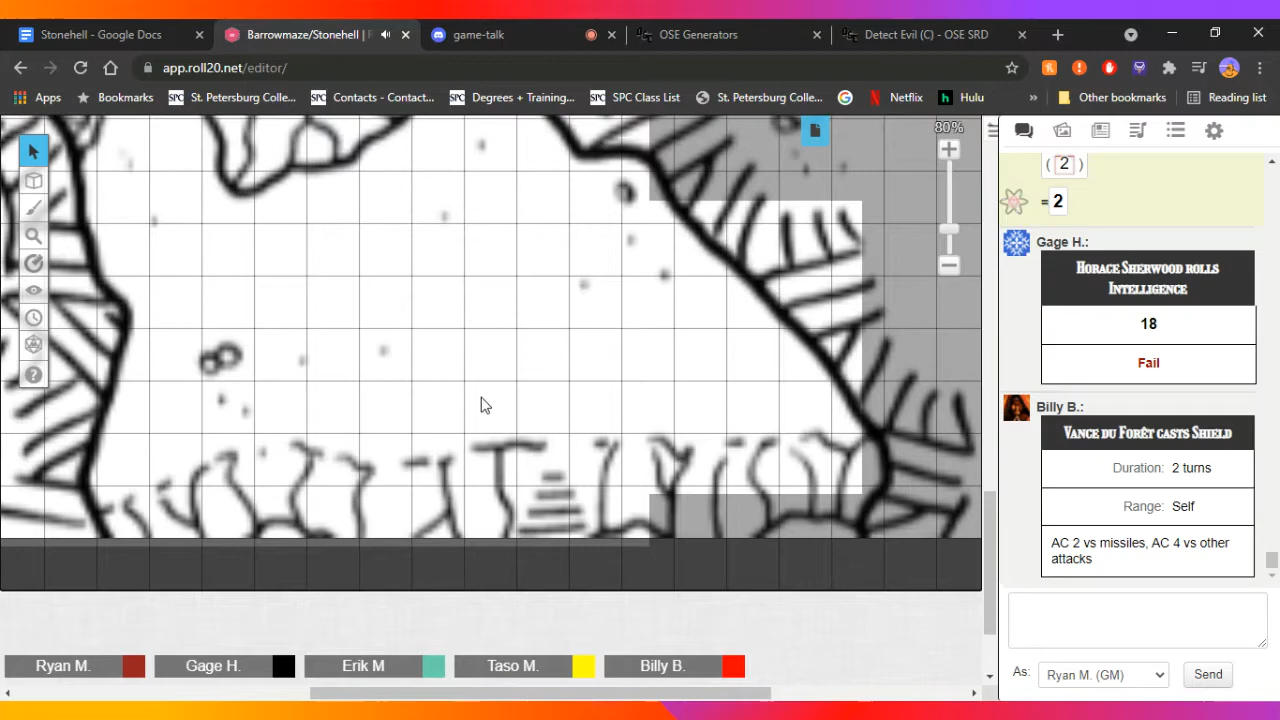 Stonehell - Google Docs
Barrowmaze/Stonehell |
game-talk
OSE Generators
Detect Evil (C) - OSE SRD
app.roll20.net/editor/
Apps
Bookmarks
SPC St. Petersburg Colle...
SPC Contacts - Contact...
SPC Degrees + Training...
SPC SPC Class List
St. Petersburg Colle...
Netflix
h Hulu
»
Other bookmarks
Reading list
80%
( 2 )
= 2
Gage H.:
Horace Sherwood rolls
Intelligence
18
Fail
Billy B.:
Vance du Forêt casts Shield
Duration: 2 turns
Range: Self
AC 2 vs missiles, AC 4 vs other
attacks
Ryan M.
Gage H.
Erik M
Taso M.
Billy B.
As:
Ryan M. (GM)
Send